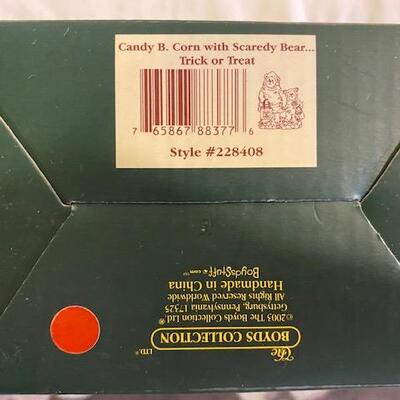 Candy B. Corn with Scaredy Bear...
Trick or Treat
7 65867 88377 6
Style #228408
The
BOYDS COLLECTION
LTD.®
©2003 The Boyds Collection Ltd®
Gettysburg, Pennsylvania 17325
All Rights Reserved Worldwide
Handmade in China
BoydsStuff.com™